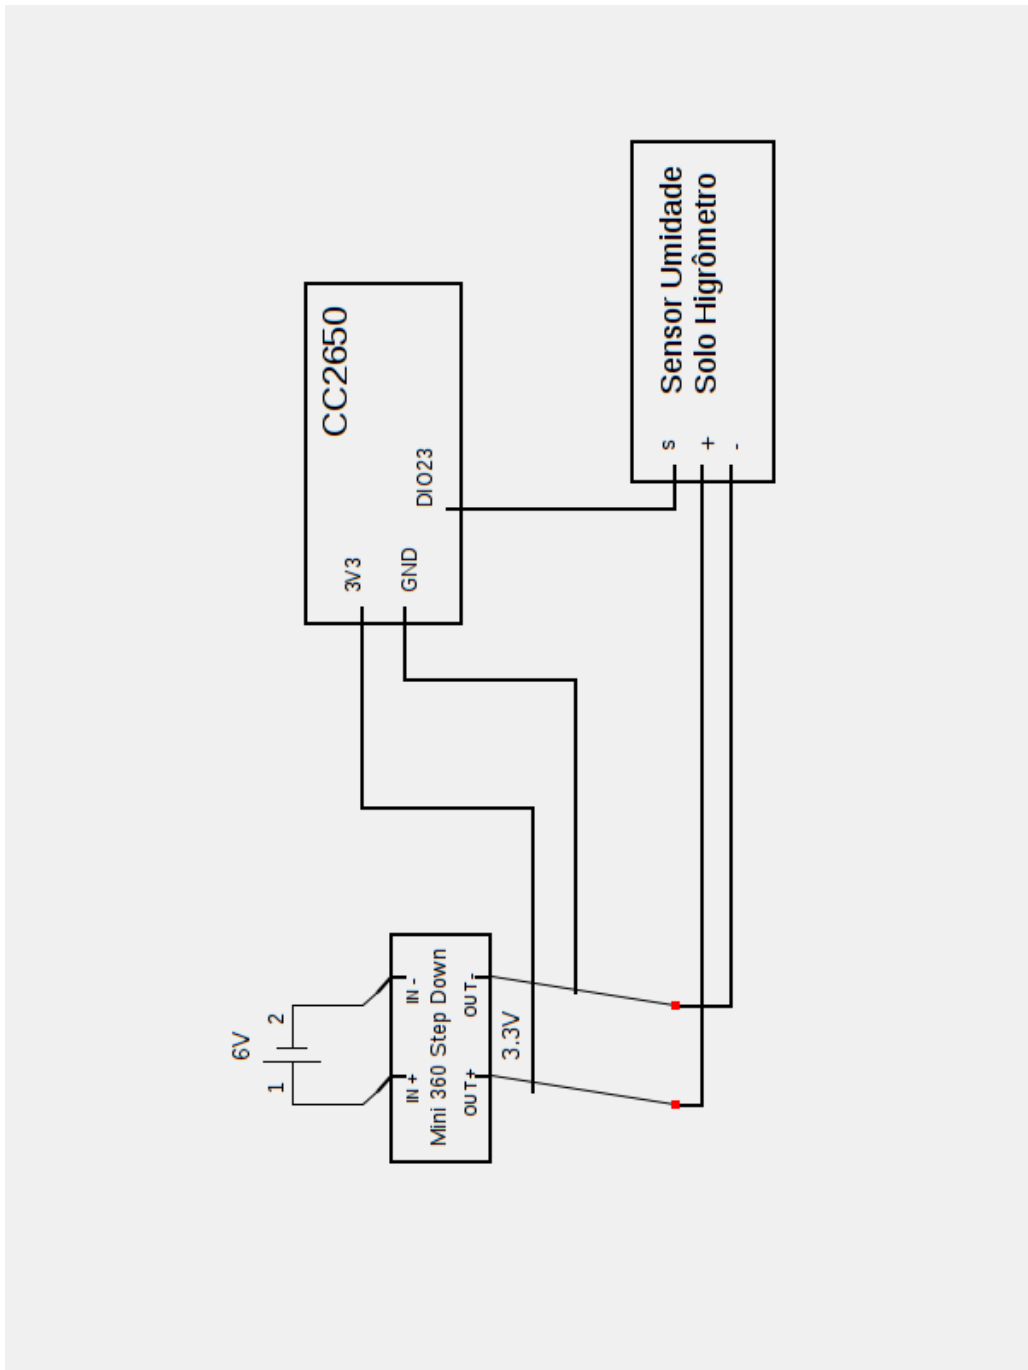 6V
1
2
IN +
IN -
Mini 360 Step Down
OUT+
OUT-
3.3V
CC2650
3V3
GND
DIO23
Sensor Umidade
Solo Higrômetro
s
+
-